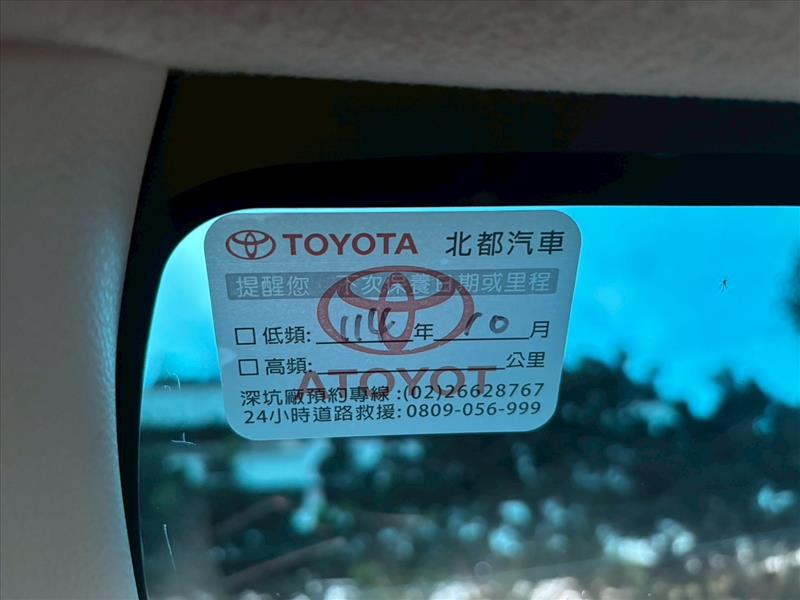 TOYOTA 北都汽車
提醒您 下次保養日期或里程
□低頻: 114 年 10 月
□高頻: 公里
ATOYOT
深坑廠預約專線:(02)26628767
24小時道路救援:0809-056-999